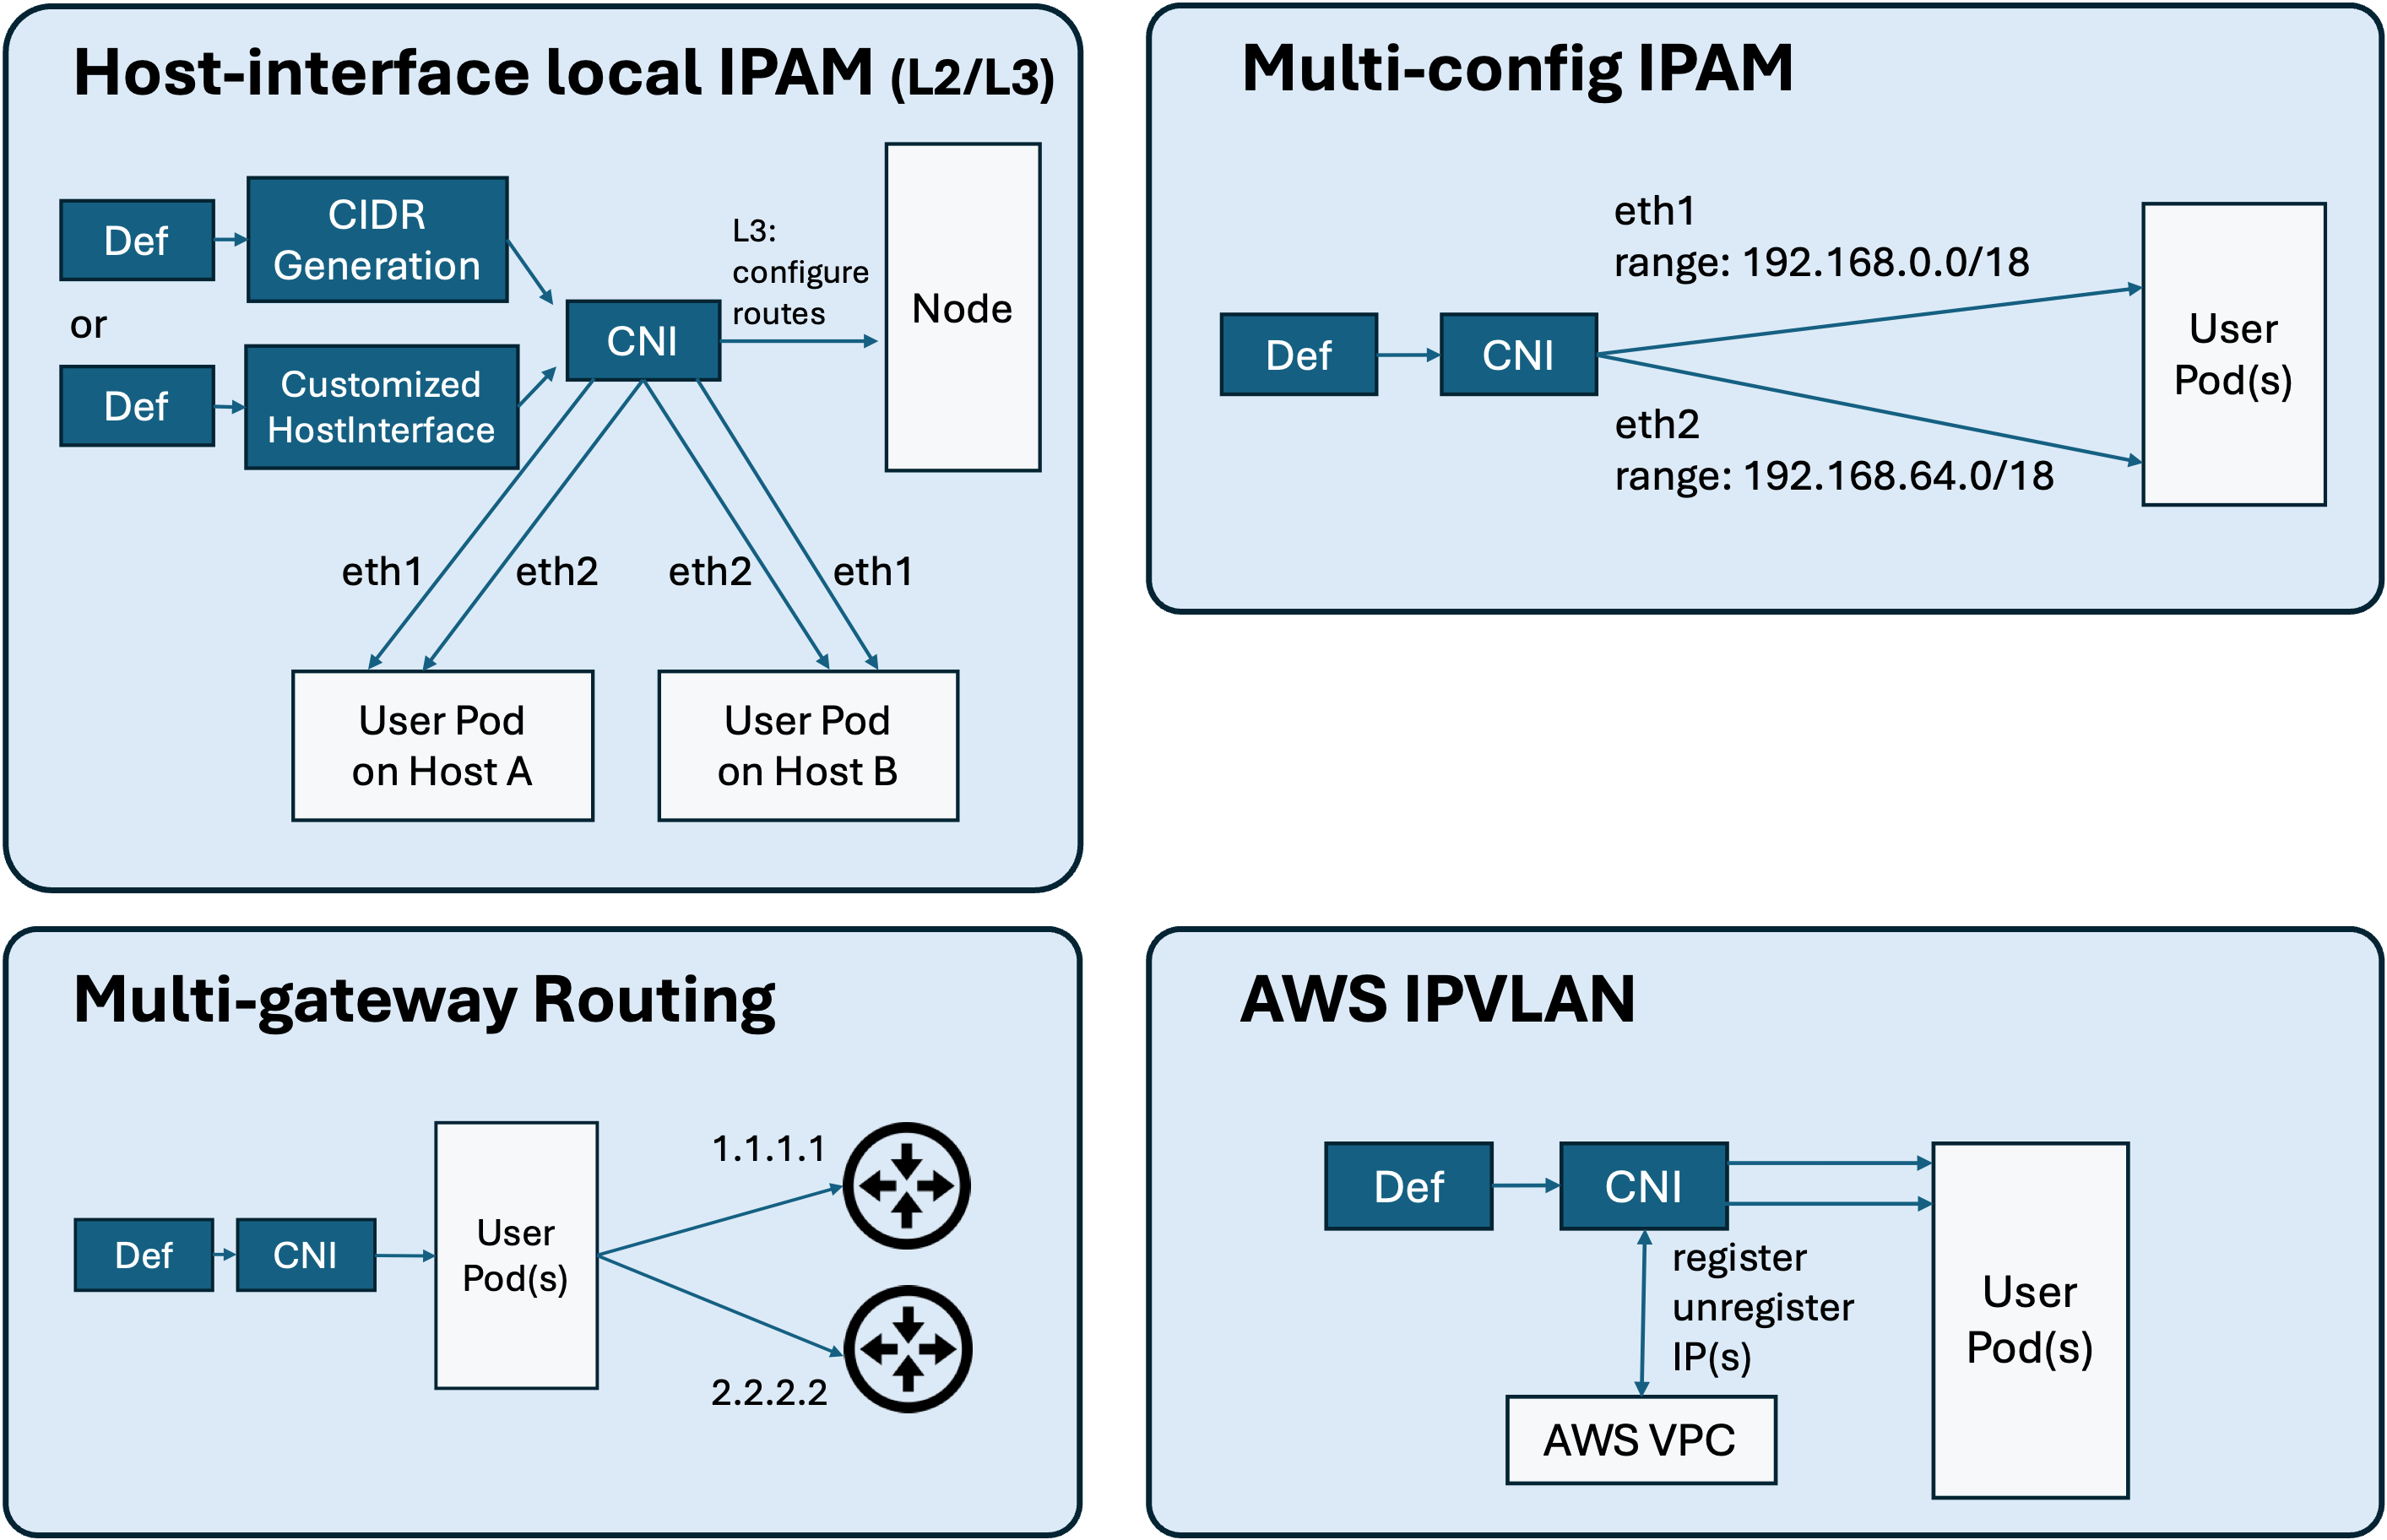 Host-interface local IPAM (L2/L3)
Def
CIDR
Generation
or
Def
Customized
HostInterface
CNI
L3:
configure
routes
Node
eth1
eth2
eth2
eth1
User Pod
on Host A
User Pod
on Host B
Multi-config IPAM
Def
CNI
eth1
range: 192.168.0.0/18
eth2
range: 192.168.64.0/18
User
Pod(s)
Multi-gateway Routing
Def
CNI
User
Pod(s)
1.1.1.1
2.2.2.2
AWS IPVLAN
Def
CNI
register
unregister
IP(s)
AWS VPC
User
Pod(s)